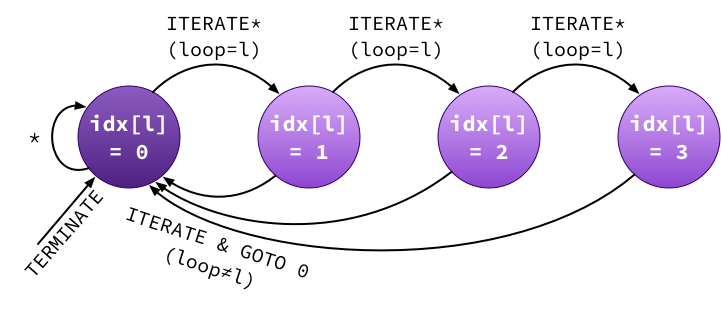 ITERATE*
(loop=l)
ITERATE*
(loop=l)
ITERATE*
(loop=l)
*
idx[l]
= 0
idx[l]
= 1
idx[l]
= 2
idx[l]
= 3
TERMINATE
ITERATE & GOTO 0
(loop≠l)